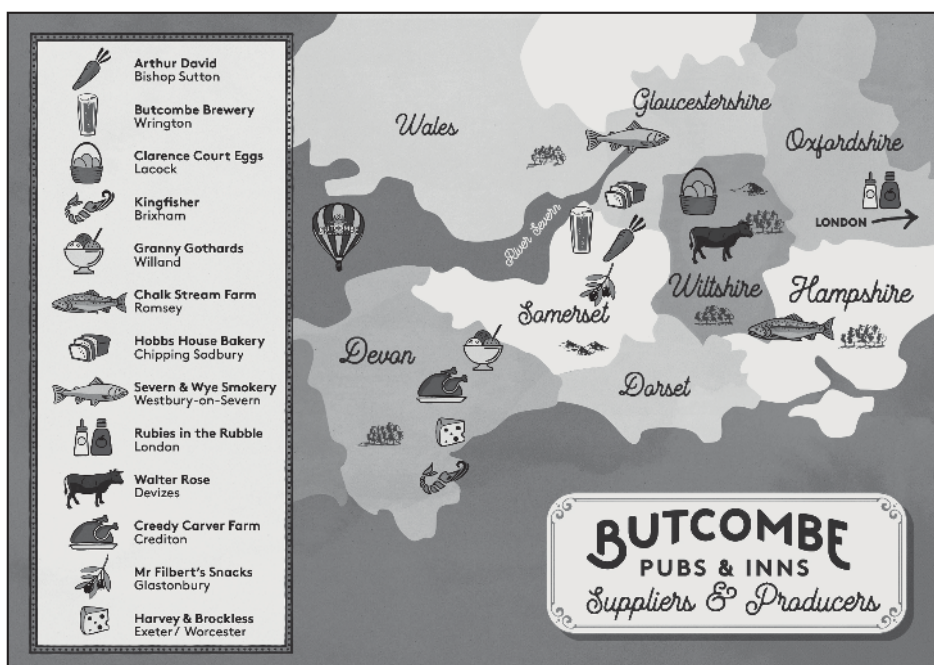 Arthur David
Bishop Sutton
Butcombe Brewery
Wrington
Clarence Court Eggs
Lacock
Kingfisher
Brixham
Granny Gothards
Willand
Chalk Stream Farm
Romsey
Hobbs House Bakery
Chipping Sodbury
Severn & Wye Smokery
Westbury-on-Severn
Rubies in the Rubble
London
Walter Rose
Devizes
Creedy Carver Farm
Crediton
Mr Filbert's Snacks
Glastonbury
Harvey & Brockless
Exeter/ Worcester
Wales
Gloucestershire
Oxfordshire
LONDON
River Severn
BUTCOMBE
Somerset
Wiltshire
Hampshire
Devon
Dorset
BUTCOMBE
PUBS & INNS
Suppliers & Producers